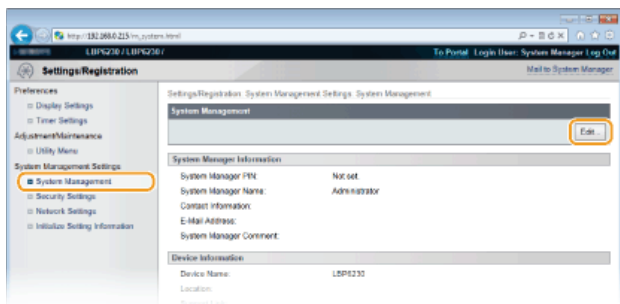 http://192.168.0.215/m_system.html
LBP6230 / LBP6230 /
To Portal Login User: System Manager Log Out
Settings/Registration
Mail to System Manager
Preferences
Display Settings
Timer Settings
Adjustment/Maintenance
Utility Menu
System Management Settings
System Management
Security Settings
Network Settings
Initialize Setting Information
Settings/Registration: System Management Settings: System Management
System Management
Edit...
System Manager Information
System Manager PIN: Not set
System Manager Name: Administrator
Contact Information:
E-Mail Address:
System Manager Comment:
Device Information
Device Name: LBP6230
Location: